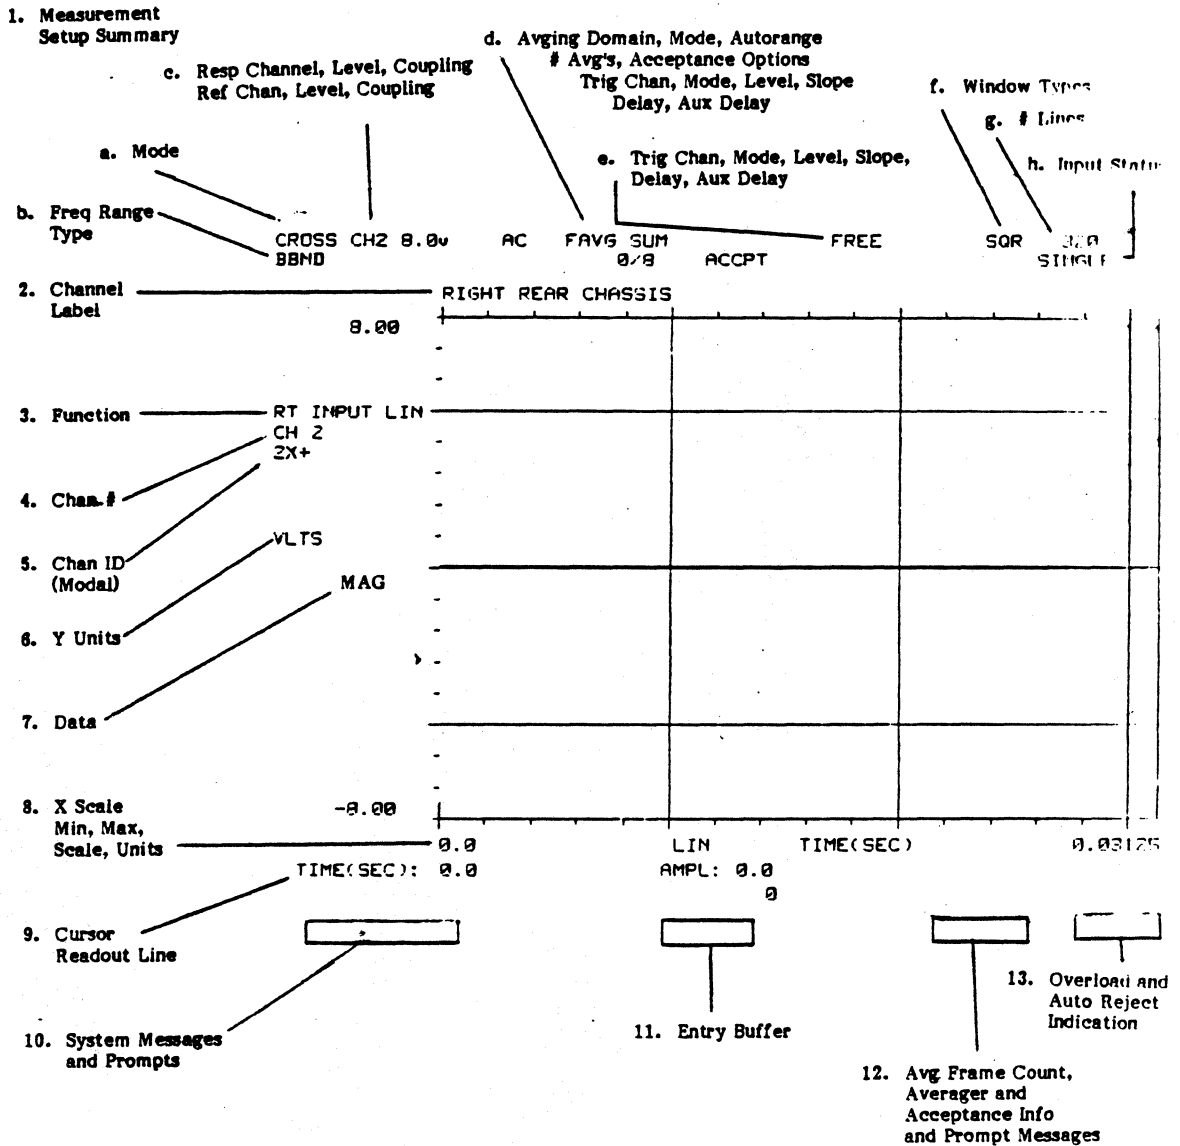 1. Measurement
Setup Summary
d. Avging Domain, Mode, Autorange
# Avg's, Acceptance Options
Trig Chan, Mode, Level, Slope
Delay, Aux Delay
c. Resp Channel, Level, Coupling
Ref Chan, Level, Coupling
f. Window Types
g. # Lines
a. Mode
e. Trig Chan, Mode, Level, Slope,
Delay, Aux Delay
h. Input Statu
b. Freq Range
Type
CROSS CH2 8.0v AC FAVG SUM FREE SQR 320
BBND 0/8 ACCPT SINGLE
2. Channel
Label
RIGHT REAR CHASSIS
8.00
3. Function
RT INPUT LIN
CH 2
2X+
4. Chan #
VLTS
5. Chan ID
(Modal)
MAG
6. Y Units
7. Data
8. X Scale
Min, Max,
Scale, Units
-8.00
0.0 LIN TIME(SEC) 0.03125
TIME(SEC): 0.0 AMPL: 0.0
0
9. Cursor
Readout Line
13. Overload and
Auto Reject
Indication
10. System Messages
and Prompts
11. Entry Buffer
12. Avg Frame Count,
Averager and
Acceptance Info
and Prompt Messages